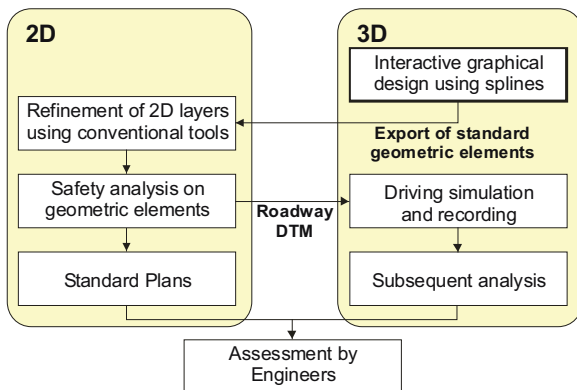 2D
3D
Interactive graphical
design using splines
Refinement of 2D layers
using conventional tools
Export of standard
geometric elements
Safety analysis on
geometric elements
Roadway
DTM
Driving simulation
and recording
Standard Plans
Subsequent analysis
Assessment by
Engineers